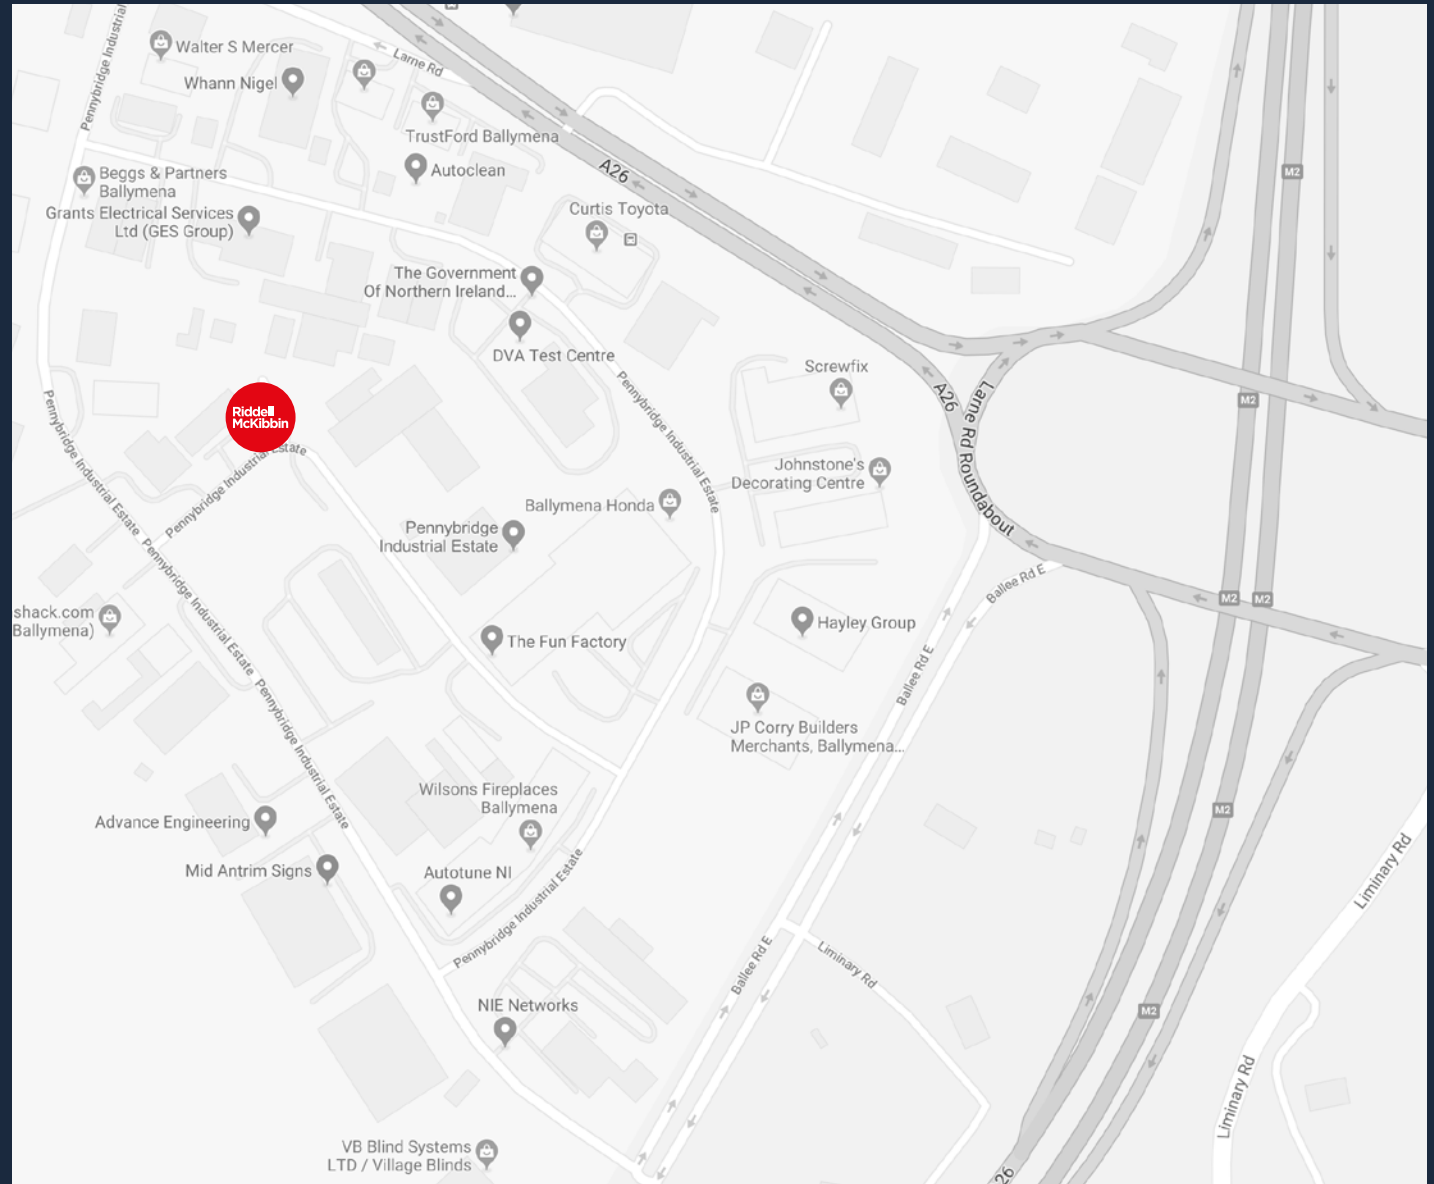 Pennybridge Industrial
Walter S Mercer
Whann Nigel
Larne Rd
TrustFord Ballymena
Autoclean
A26
M2
Beggs & Partners
Ballymena
Grants Electrical Services
Ltd (GES Group)
Curtis Toyota
The Government
Of Northern Ireland...
DVA Test Centre
Screwfix
A26
Larne Rd Roundabout
M2
Pennybridge Industrial Estate
Pennybridge Industrial Estate
Riddell
McKibbin
Pennybridge Industrial Estate
Johnstone's
Decorating Centre
Ballymena Honda
Pennybridge
Industrial Estate
Pennybridge Industrial Estate
Ballee Rd E
M2
M2
shack.com
Ballymena)
Hayley Group
The Fun Factory
Ballee Rd E
JP Corry Builders
Merchants, Ballymena...
Pennybridge Industrial Estate
Wilsons Fireplaces
Ballymena
M2
Advance Engineering
Mid Antrim Signs
Autotune NI
Liminary Rd
Pennybridge Industrial Estate
Ballee Rd E
Liminary Rd
NIE Networks
M2
Liminary Rd
VB Blind Systems
LTD / Village Blinds
26